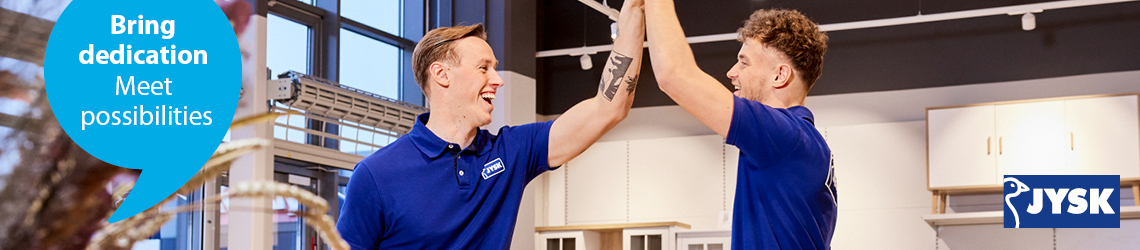 Bring
dedication
Meet
possibilities
JYSK
JYSK